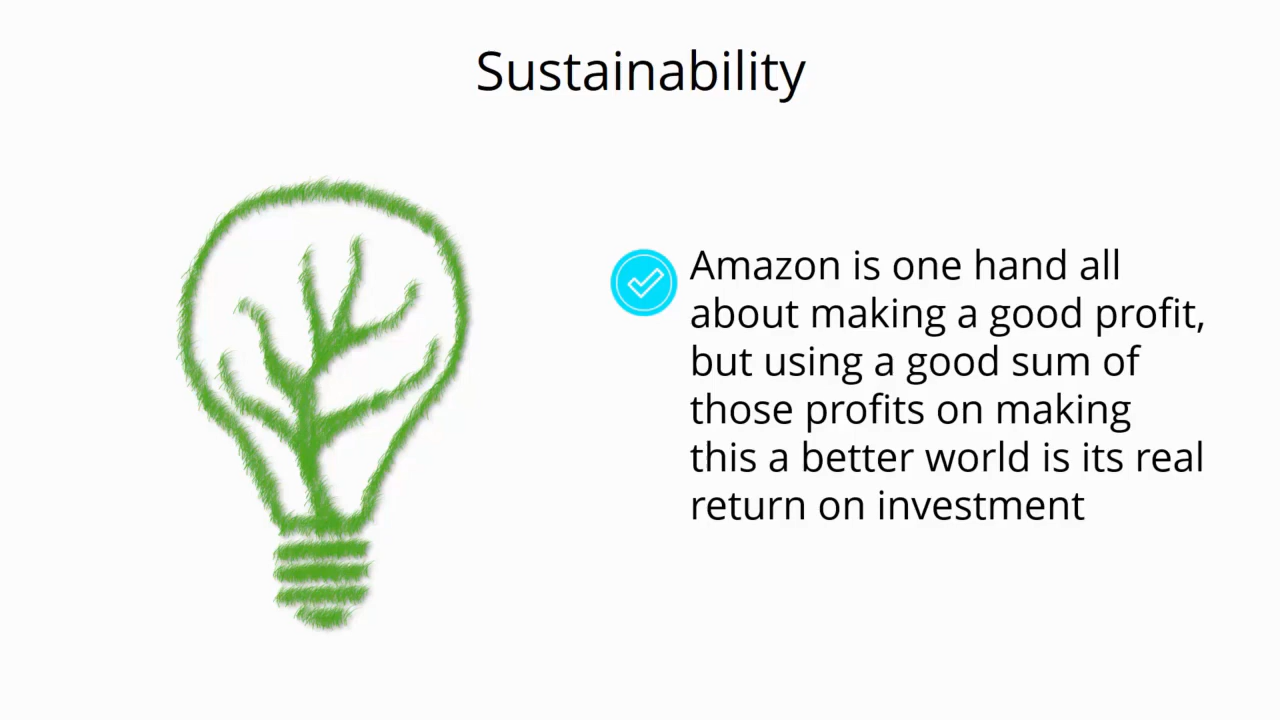 Sustainability
Amazon is one hand all
about making a good profit,
but using a good sum of
those profits on making
this a better world is its real
return on investment